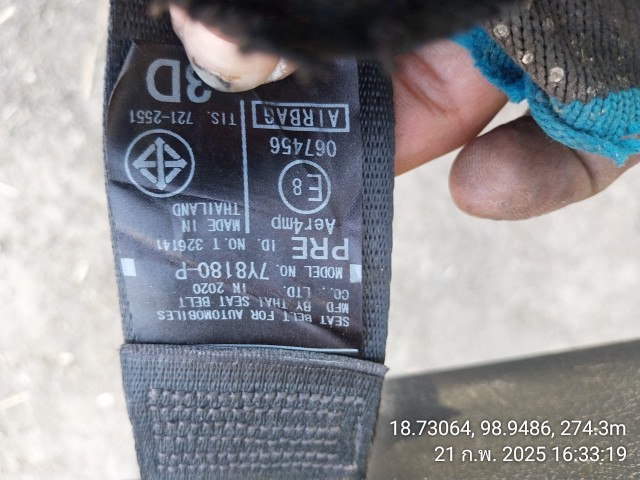 SEAT BELT FOR AUTOMOBILES
MFD BY THAI SEAT BELT
CO., LTD. IN 2020
MODEL NO. 7Y8180-P
PRE ID. NO. T 326141
Aer4mp
MADE IN
THAILAND
E8
067456
AIRBAG
TIS. 721-2551
3D
18.73064, 98.9486, 274.3m
21 ก.พ. 2025 16:33:19